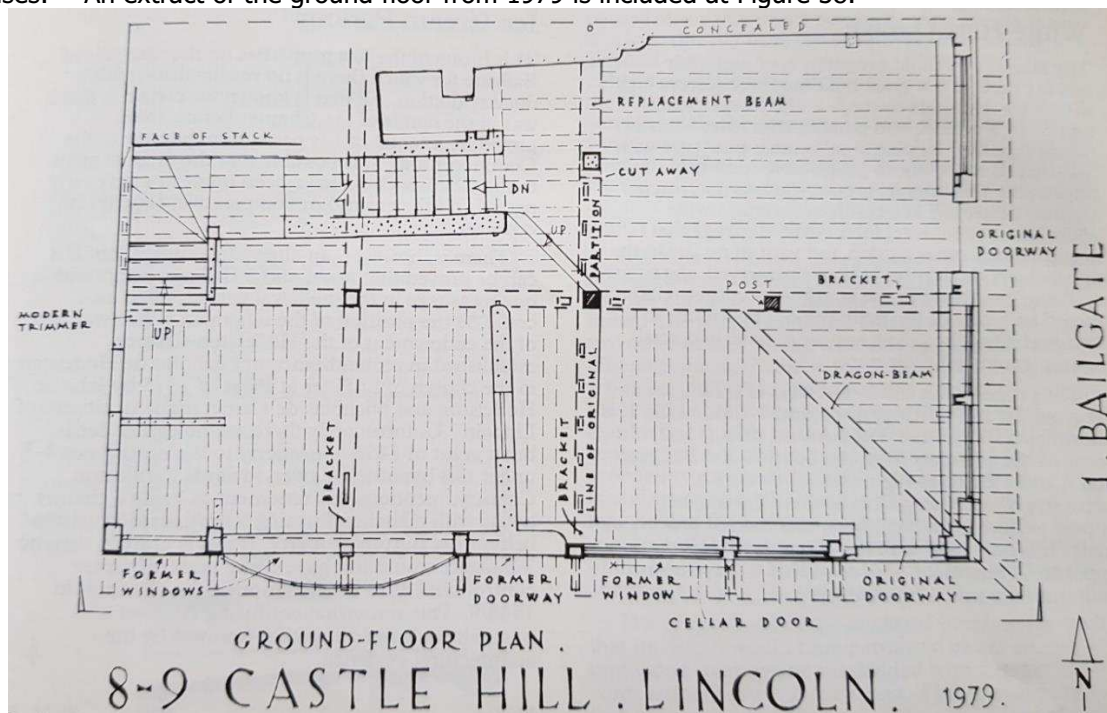 An extract of the ground floor from 1979 is included at Figure 50.
CONCEALED
REPLACEMENT BEAM
FACE OF STACK
CUT AWAY
DN
UP
PARTITION
ORIGINAL
DOORWAY
BRACKET
POST
MODERN
TRIMMER
UP
DRAGON-BEAM
1, BAILGATE
BRACKET
BRACKET
LINE OF ORIGINAL
FORMER
WINDOWS
FORMER
DOORWAY
FORMER
WINDOW
ORIGINAL
DOORWAY
CELLAR DOOR
GROUND-FLOOR PLAN.
N
8-9 CASTLE HILL. LINCOLN. 1979.